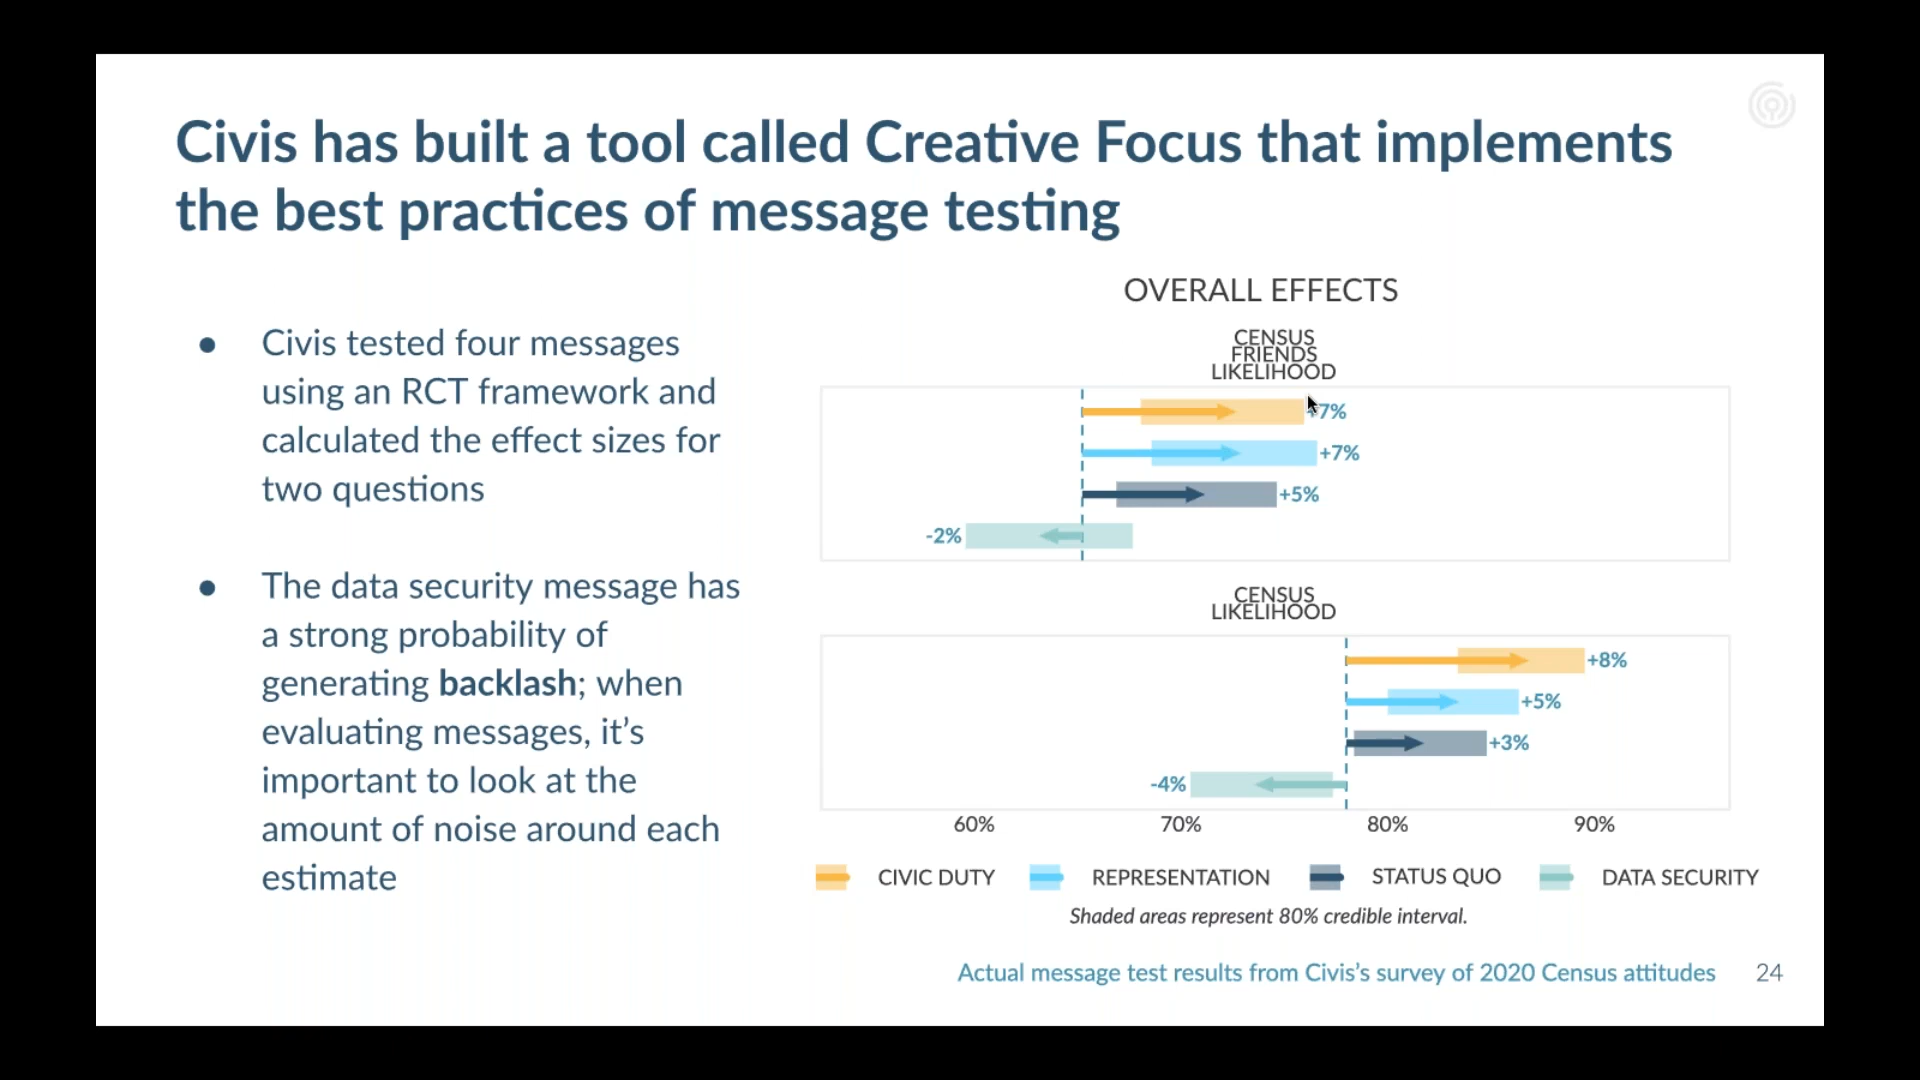 Civis has built a tool called Creative Focus that implements
the best practices of message testing
● Civis tested four messages
using an RCT framework and
calculated the effect sizes for
two questions
● The data security message has
a strong probability of
generating backlash; when
evaluating messages, it's
important to look at the
amount of noise around each
estimate
OVERALL EFFECTS
CENSUS
FRIENDS
LIKELIHOOD
+7%
+7%
+5%
-2%
CENSUS
LIKELIHOOD
+8%
+5%
+3%
-4%
60% 70% 80% 90%
CIVIC DUTY REPRESENTATION STATUS QUO DATA SECURITY
Shaded areas represent 80% credible interval.
Actual message test results from Civis's survey of 2020 Census attitudes 24